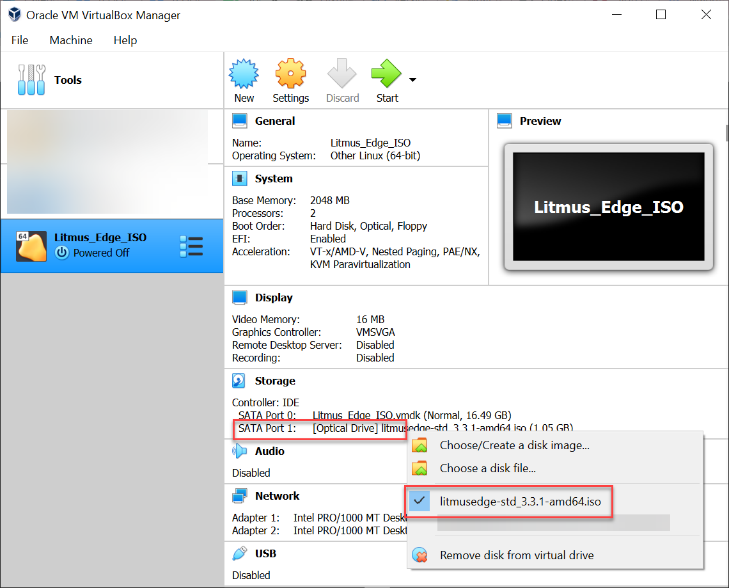 Oracle VM VirtualBox Manager
File Machine Help
Tools
New Settings Discard Start
64
Litmus_Edge_ISO
Powered Off
General
Name: Litmus_Edge_ISO
Operating System: Other Linux (64-bit)
System
Base Memory: 2048 MB
Processors: 2
Boot Order: Hard Disk, Optical, Floppy
EFI: Enabled
Acceleration: VT-x/AMD-V, Nested Paging, PAE/NX,
KVM Paravirtualization
Preview
Litmus_Edge_ISO
Display
Video Memory: 16 MB
Graphics Controller: VMSVGA
Remote Desktop Server: Disabled
Recording: Disabled
Storage
Controller: IDE
SATA Port 0: Litmus_Edge_ISO.vmdk (Normal, 16.49 GB)
SATA Port 1: [Optical Drive] litmusedge-std_3.3.1-amd64.iso (1.05 GB)
Audio
Disabled
Network
Adapter 1: Intel PRO/1000 MT Desk
Adapter 2: Intel PRO/1000 MT Desk
USB
Disabled
Choose/Create a disk image...
Choose a disk file...
litmusedge-std_3.3.1-amd64.iso
Remove disk from virtual drive